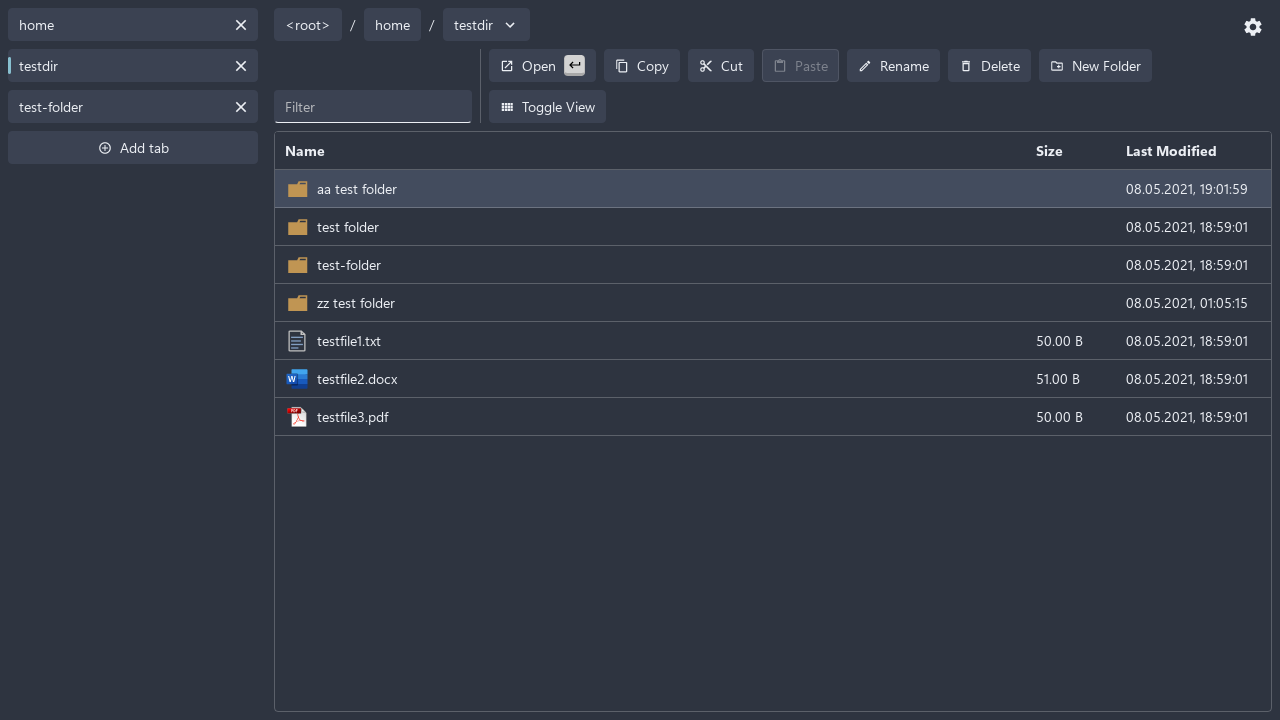 home
testdir
test-folder
Add tab
<root> / home / testdir
Open Copy Cut Paste Rename Delete New Folder
Filter Toggle View
Name Size Last Modified
aa test folder 08.05.2021, 19:01:59
test folder 08.05.2021, 18:59:01
test-folder 08.05.2021, 18:59:01
zz test folder 08.05.2021, 01:05:15
testfile1.txt 50.00 B 08.05.2021, 18:59:01
W testfile2.docx 51.00 B 08.05.2021, 18:59:01
PDF testfile3.pdf 50.00 B 08.05.2021, 18:59:01